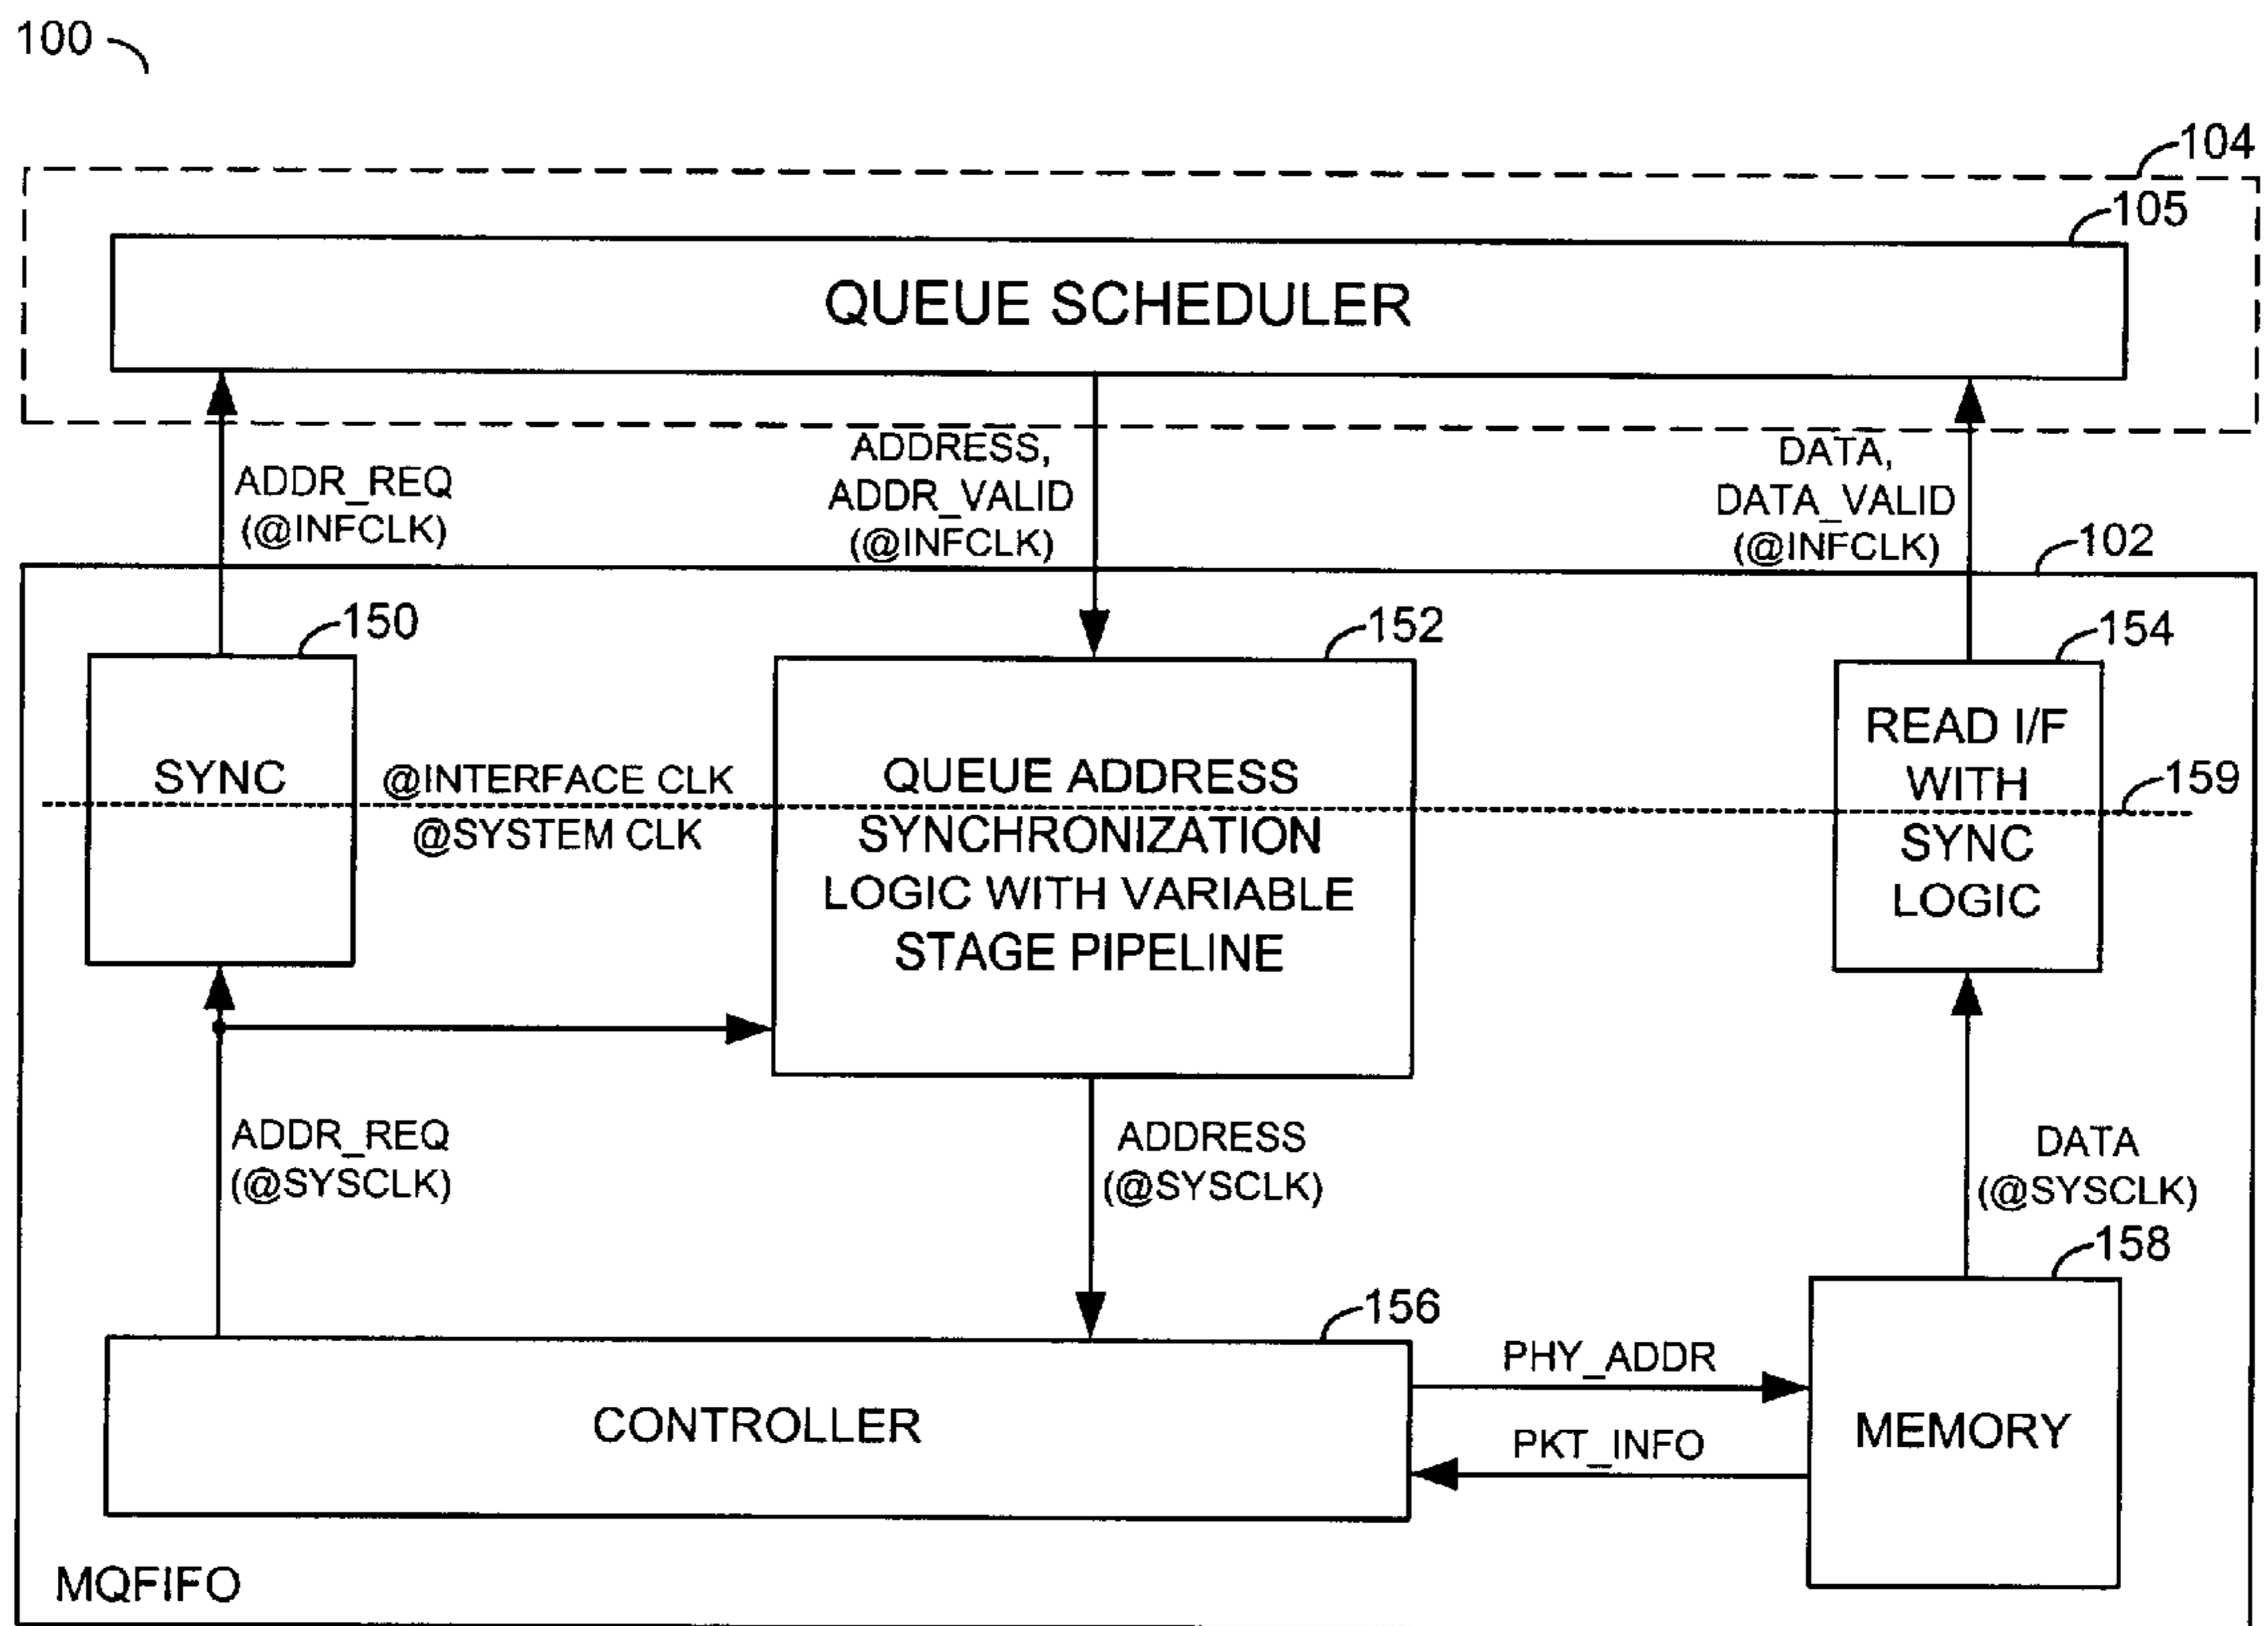 100
104
105
QUEUE SCHEDULER
ADDR_REQ
(@INFCLK)
ADDRESS,
ADDR_VALID
(@INFCLK)
DATA,
DATA_VALID
(@INFCLK)
102
150
152
154
SYNC
@INTERFACE CLK
@SYSTEM CLK
QUEUE ADDRESS
SYNCHRONIZATION
LOGIC WITH VARIABLE
STAGE PIPELINE
READ I/F
WITH
SYNC
LOGIC
159
ADDR_REQ
(@SYSCLK)
ADDRESS
(@SYSCLK)
DATA
(@SYSCLK)
156
158
CONTROLLER
PHY_ADDR
PKT_INFO
MEMORY
MQFIFO